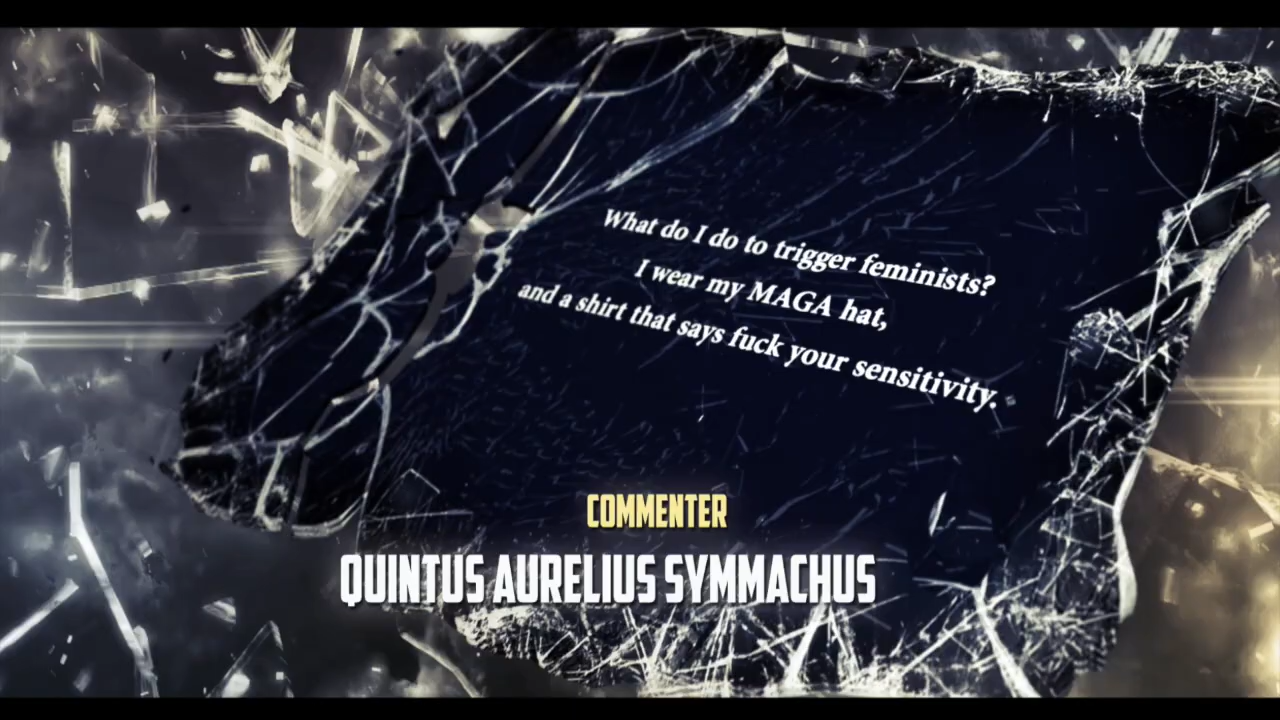 What do I do to trigger feminists?
I wear my MAGA hat,
and a shirt that says fuck your sensitivity.
COMMENTER
QUINTUS AURELIUS SYMMACHUS